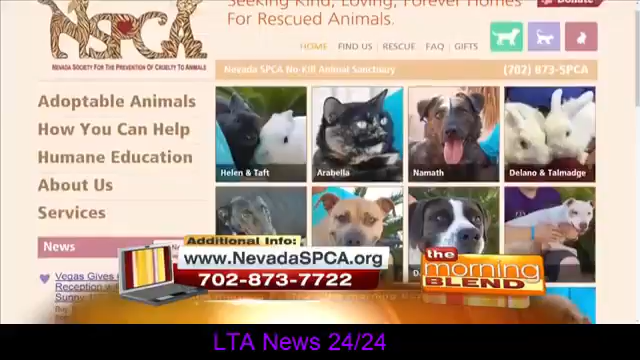 Seeking Kind, Loving, Forever Homes
For Rescued Animals.
Donate
NSPCA
NEVADA SOCIETY FOR THE PREVENTION OF CRUELTY TO ANIMALS
HOME FIND US RESCUE FAQ GIFTS
Nevada SPCA No-Kill Animal Sanctuary (702) 873-SPCA
Adoptable Animals
How You Can Help
Humane Education
About Us
Services
Helen & Taft
Arabella
Namath
Delano & Talmadge
News
Vegas Gives
Reception
Sunny
Additional Info:
www.NevadaSPCA.org
702-873-7722
the
morning
BLEND
LTA News 24/24